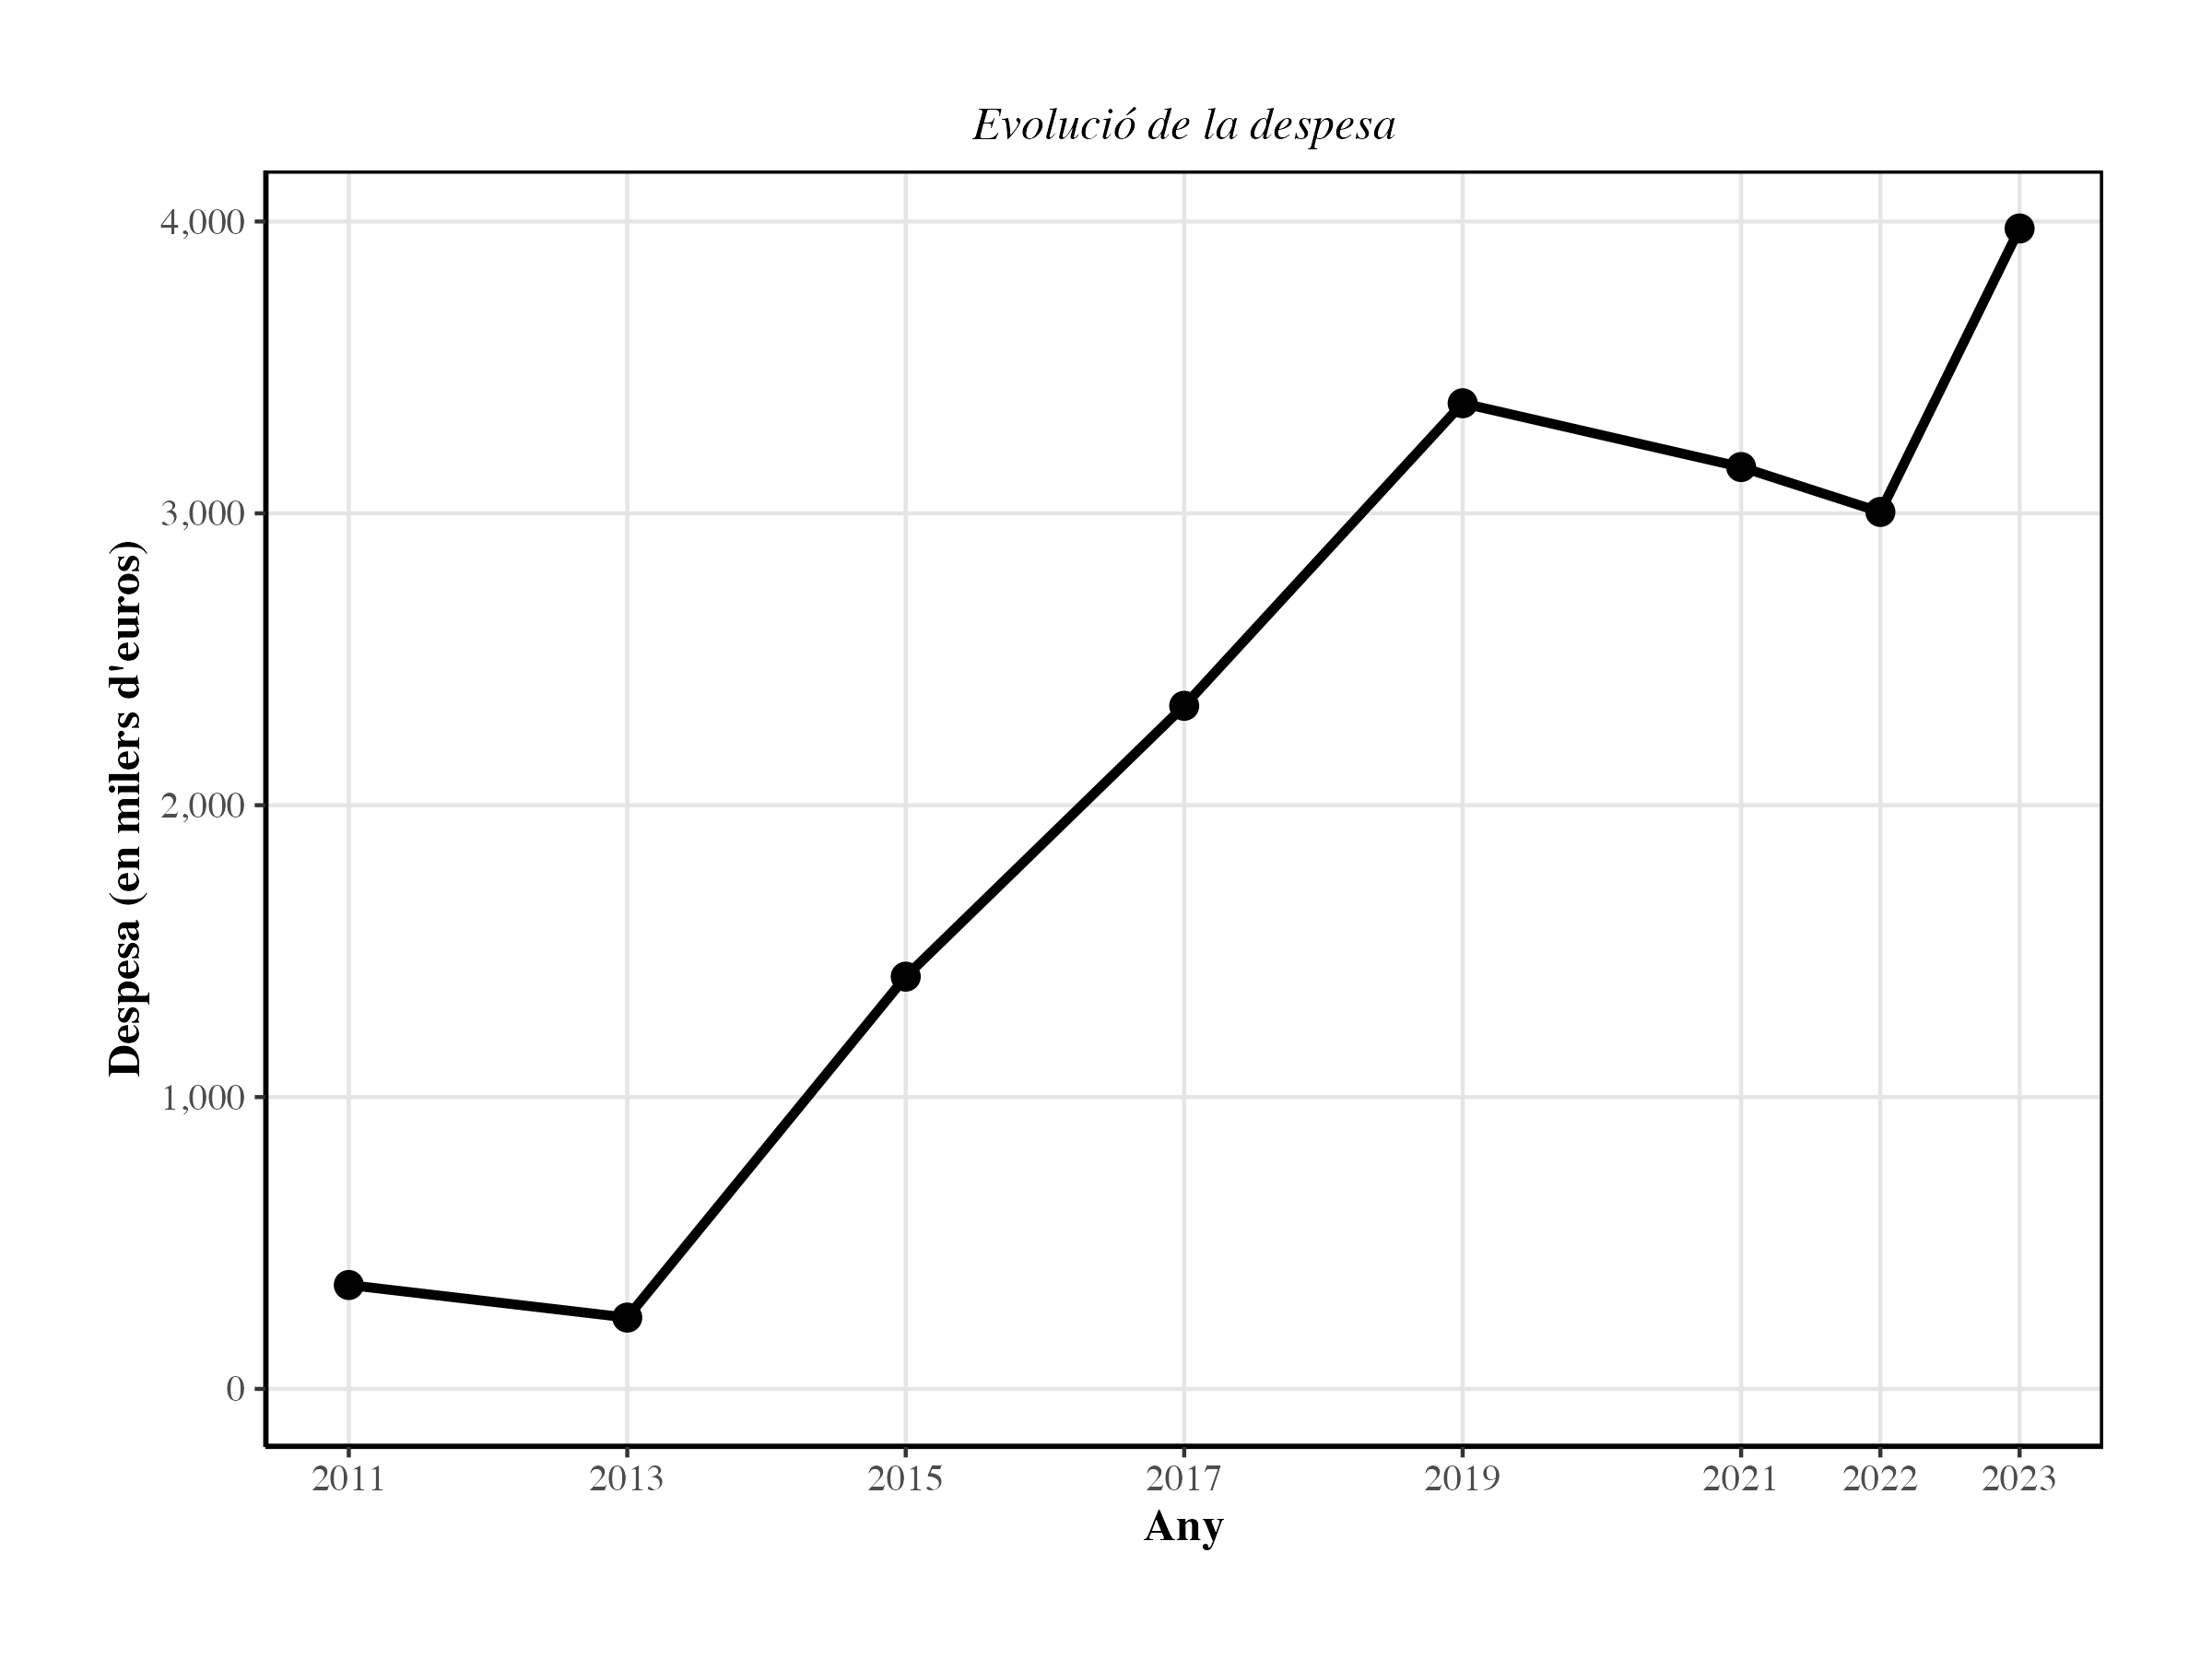 Evolució de la despesa
Despesa (en milers d'euros)
4,000
3,000
2,000
1,000
0
2011 2013 2015 2017 2019 2021 2022 2023
Any